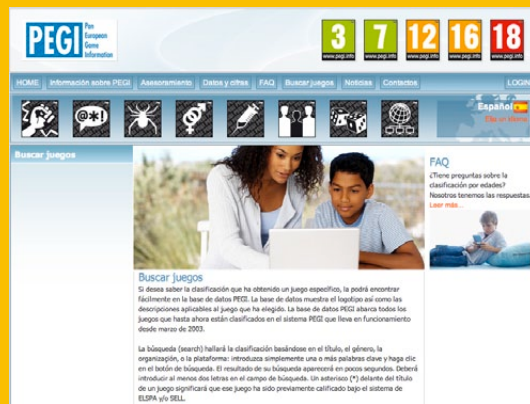 PEGI
Pan
European
Game
Information
3 7 12 16 18
www.pegi.info www.pegi.info www.pegi.info www.pegi.info www.pegi.info
HOME Información sobre PEGI Asesoramiento Datos y cifras FAQ Buscar juegos Noticias Contactos LOGIN
@*!
Español
Elija un idioma
Buscar juegos
FAQ
¿Tiene preguntas sobre la
clasificación por edades?
Nosotros tenemos las respuestas.
Leer más...
Buscar juegos
Si desea saber la clasificación que ha obtenido un juego específico, la podrá encontrar
fácilmente en la base de datos PEGI. La base de datos muestra el logotipo así como las
descripciones aplicables al juego que ha elegido. La base de datos PEGI abarca todos los
juegos que hasta ahora están clasificados en el sistema PEGI que lleva en funcionamiento
desde marzo de 2003.
La búsqueda (search) hallará la clasificación basándose en el título, el género, la
organización, o la plataforma: introduzca simplemente una o más palabras clave y haga clic
en el botón de búsqueda. El resultado de su búsqueda aparecerá en pocos segundos. Deberá
introducir al menos dos letras en el campo de búsqueda. Un asterisco (*) delante del título
de un juego significará que ese juego ha sido previamente calificado bajo el sistema de
ELSPA y/o SELL.